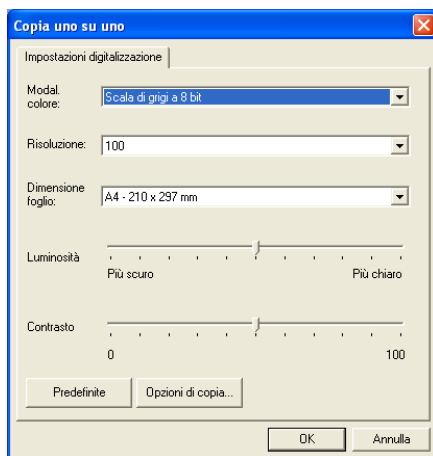 Copia uno su uno
Impostazioni digitalizzazione
Modal.
colore:
Scala di grigi a 8 bit
Risoluzione:
100
Dimensione
foglio:
A4 - 210 x 297 mm
Luminosità
Più scuro
Più chiaro
Contrasto
0
100
Predefinite
Opzioni di copia...
OK
Annulla